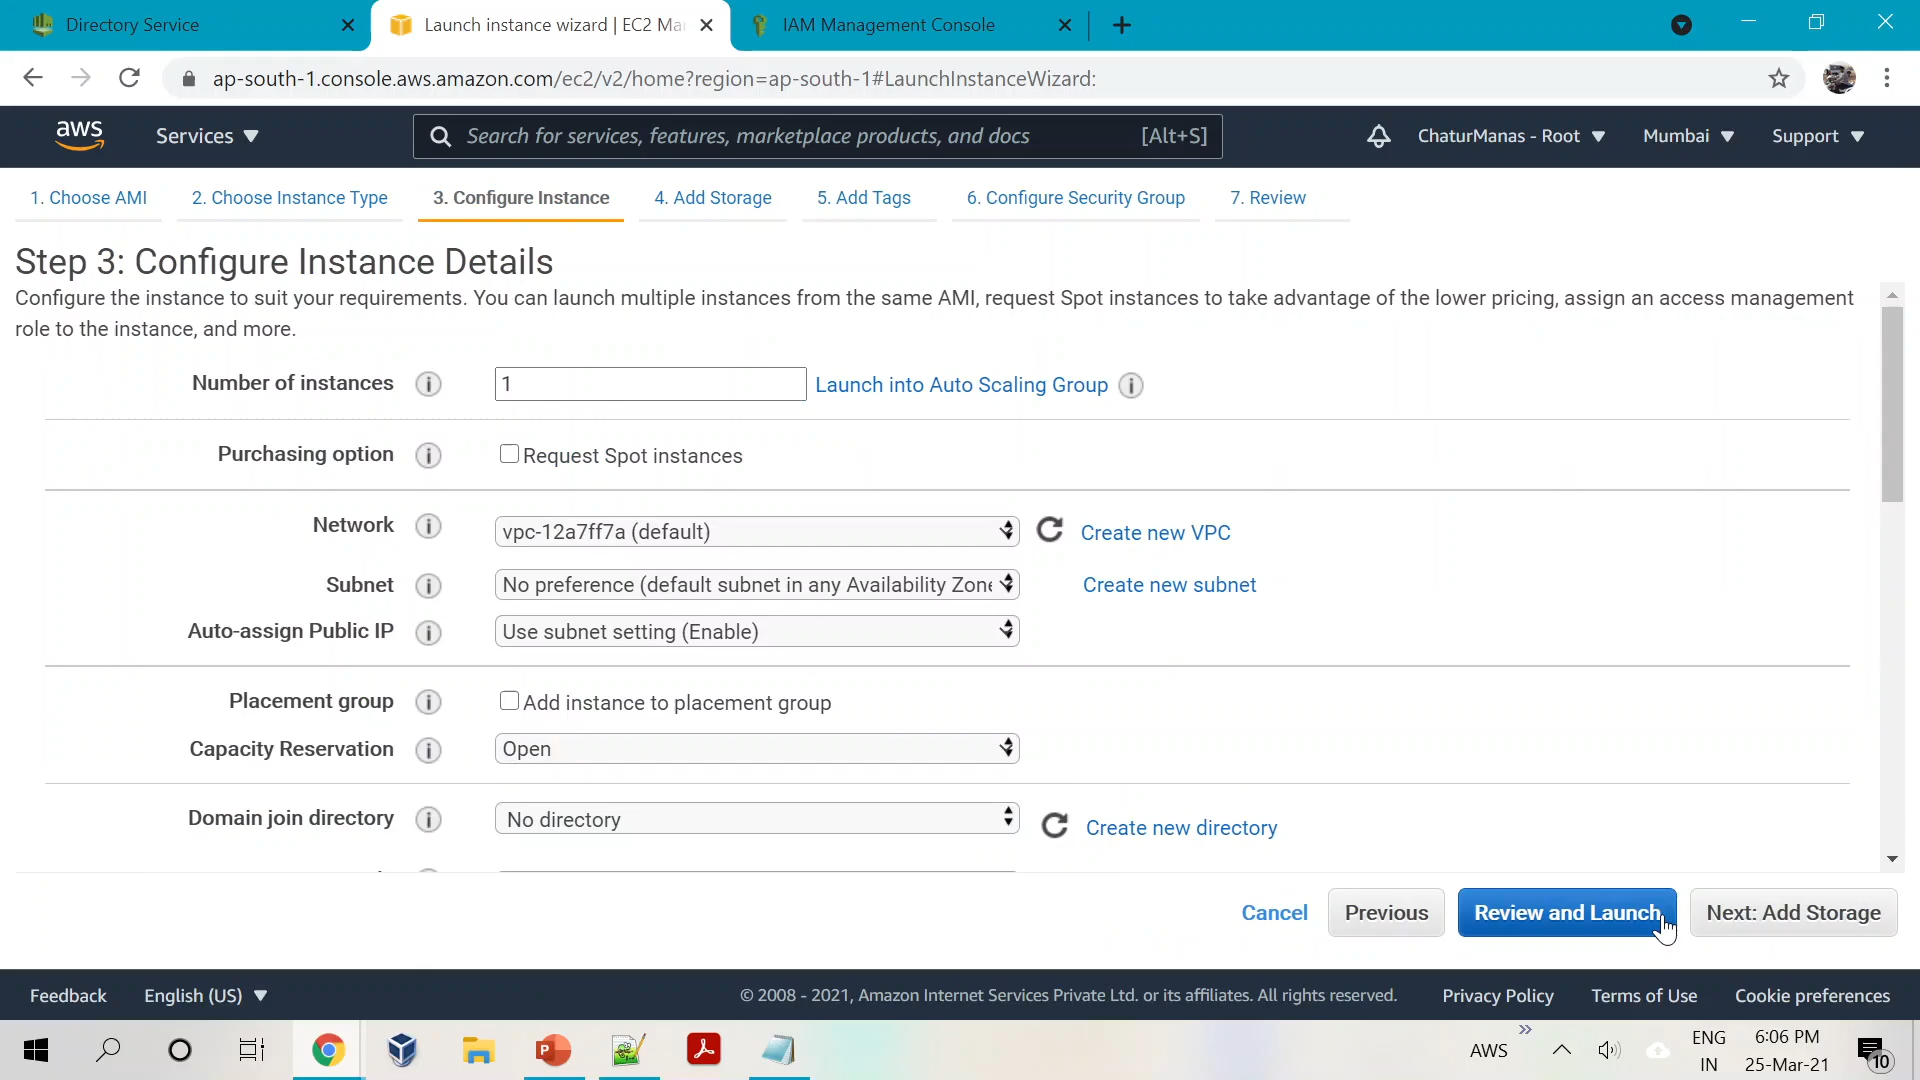 Directory Service
Launch instance wizard | EC2 Ma
IAM Management Console
ap-south-1.console.aws.amazon.com/ec2/v2/home?region=ap-south-1#LaunchInstanceWizard:
aws
Services
Search for services, features, marketplace products, and docs [Alt+S]
ChaturManas - Root
Mumbai
Support
1. Choose AMI
2. Choose Instance Type
3. Configure Instance
4. Add Storage
5. Add Tags
6. Configure Security Group
7. Review
Step 3: Configure Instance Details
Configure the instance to suit your requirements. You can launch multiple instances from the same AMI, request Spot instances to take advantage of the lower pricing, assign an access management
role to the instance, and more.
Number of instances 1 Launch into Auto Scaling Group
Purchasing option Request Spot instances
Network vpc-12a7ff7a (default) Create new VPC
Subnet No preference (default subnet in any Availability Zone Create new subnet
Auto-assign Public IP Use subnet setting (Enable)
Placement group Add instance to placement group
Capacity Reservation Open
Domain join directory No directory Create new directory
Cancel Previous Review and Launch Next: Add Storage
Feedback English (US) © 2008 - 2021, Amazon Internet Services Private Ltd. or its affiliates. All rights reserved. Privacy Policy Terms of Use Cookie preferences
AWS
ENG
IN
6:06 PM
25-Mar-21
10